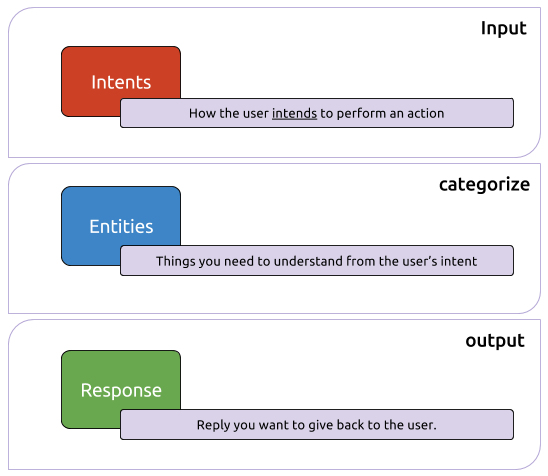 Input
Intents
How the user intends to perform an action
categorize
Entities
Things you need to understand from the user's intent
output
Response
Reply you want to give back to the user.